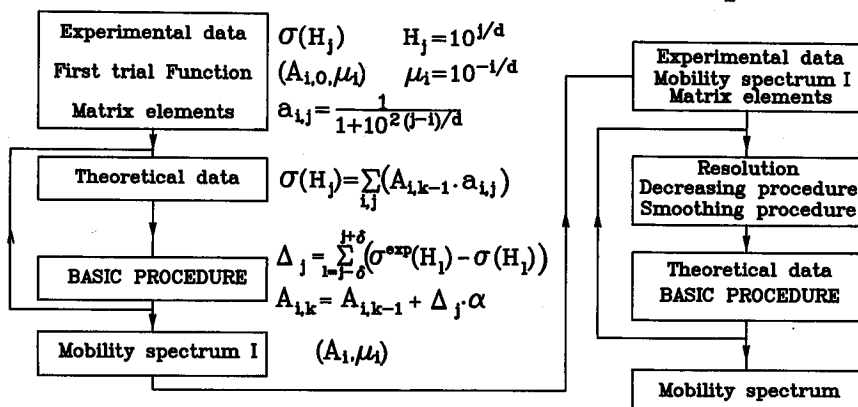 Experimental data σ(H_j) H_j=10^{j/d}
First trial Function (A_{i,0},μ_i) μ_i=10^{-i/d}
Matrix elements a_{i,j}=1/(1+10^{2(j-i)/d})
Theoretical data σ(H_j)=∑_{i,j}(A_{i,k-1}·a_{i,j})
BASIC PROCEDURE Δ_j=∑_{l=j-δ}^{j+δ}(σ^{exp}(H_l)-σ(H_l))
A_{i,k}=A_{i,k-1}+Δ_j·α
Mobility spectrum I (A_i,μ_i)
Experimental data
Mobility spectrum I
Matrix elements
Resolution
Decreasing procedure
Smoothing procedure
Theoretical data
BASIC PROCEDURE
Mobility spectrum